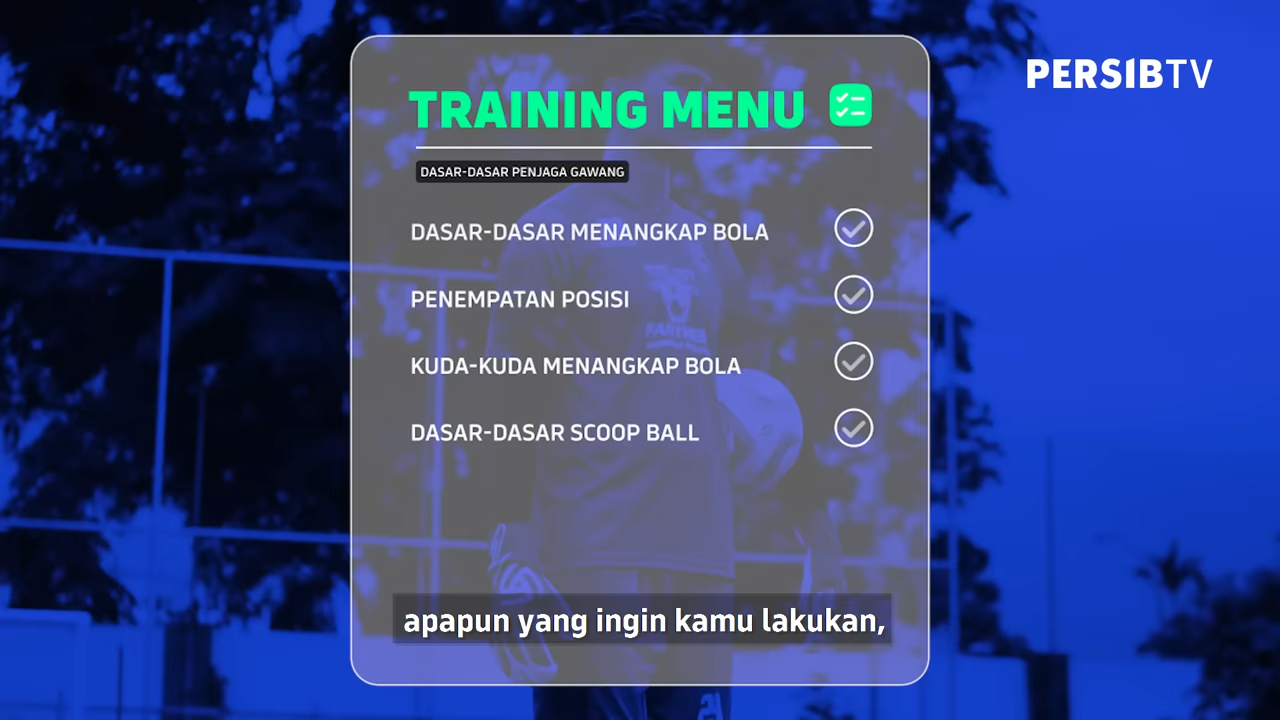 PERSIBTV
TRAINING MENU
DASAR-DASAR PENJAGA GAWANG
DASAR-DASAR MENANGKAP BOLA
PENEMPATAN POSISI
KUDA-KUDA MENANGKAP BOLA
DASAR-DASAR SCOOP BALL
apapun yang ingin kamu lakukan,